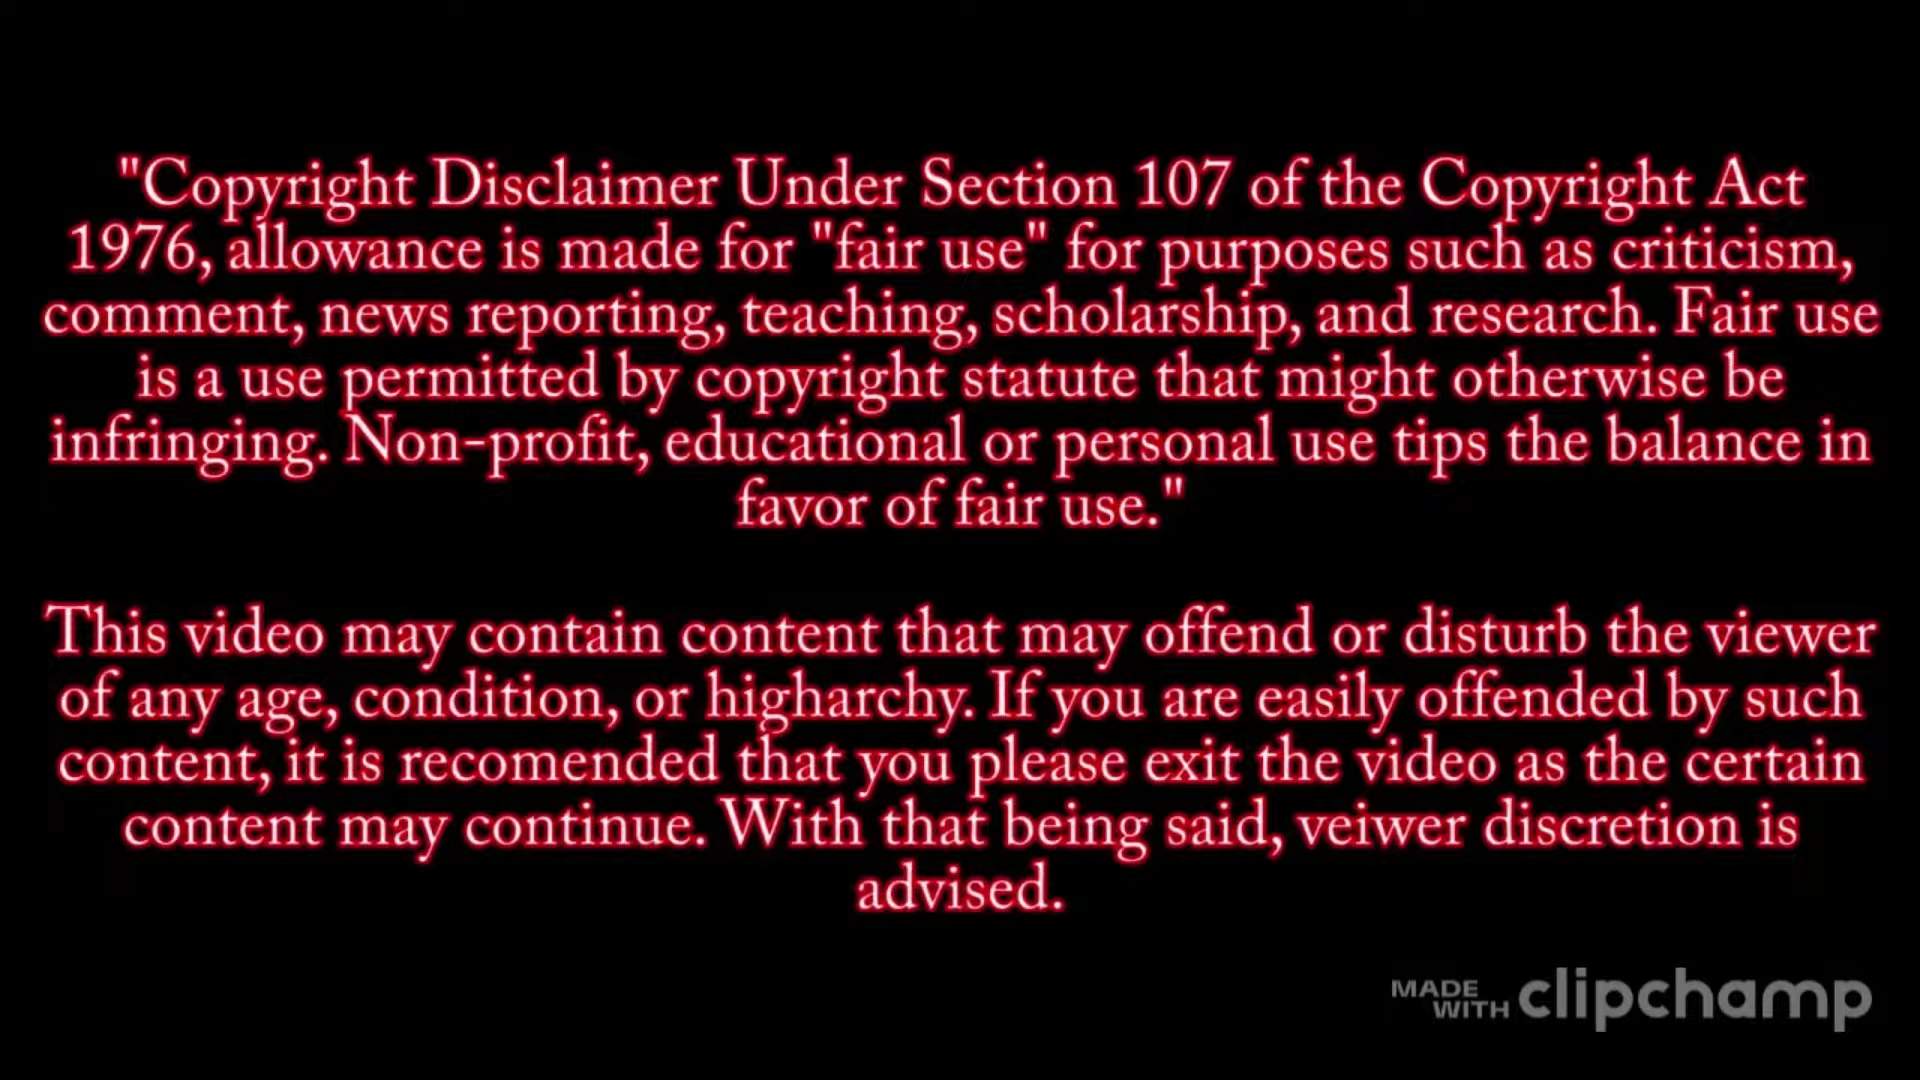 "Copyright Disclaimer Under Section 107 of the Copyright Act
1976, allowance is made for "fair use" for purposes such as criticism,
comment, news reporting, teaching, scholarship, and research. Fair use
is a use permitted by copyright statute that might otherwise be
infringing. Non-profit, educational or personal use tips the balance in
favor of fair use."
This video may contain content that may offend or disturb the viewer
of any age, condition, or higharchy. If you are easily offended by such
content, it is recomended that you please exit the video as the certain
content may continue. With that being said, veiwer discretion is
advised.
MADE WITH clipchamp